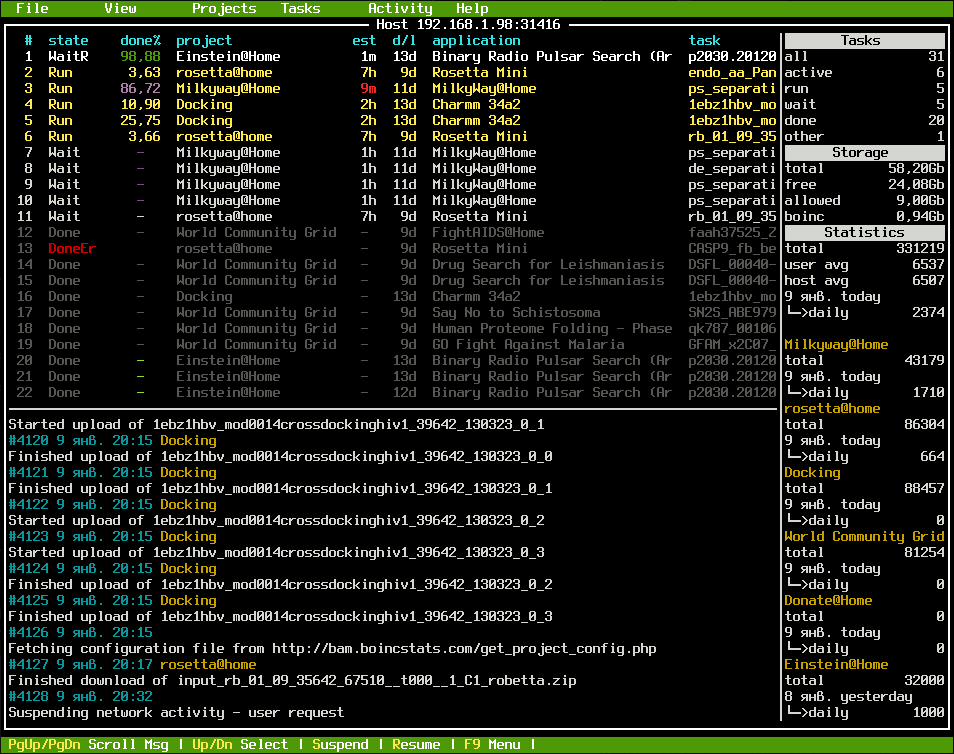 File View Projects Tasks Activity Help
Host 192.168.1.98:31416
# state done% project est d/l application task
1 WaitR 98,88 Einstein@Home 1m 13d Binary Radio Pulsar Search (Ar p2030.20120
2 Run 3,63 rosetta@home 7h 9d Rosetta Mini endo_aa_Pan
3 Run 86,72 MilkyWay@Home 9m 11d MilkyWay@Home ps_separati
4 Run 10,90 Docking 2h 13d Charmm 34a2 1ebz1hbv_mo
5 Run 25,75 Docking 2h 13d Charmm 34a2 1ebz1hbv_mo
6 Run 3,66 rosetta@home 7h 9d Rosetta Mini rb_01_09_35
7 Wait - Milkyway@Home 1h 11d MilkyWay@Home ps_separati
8 Wait - Milkyway@Home 1h 11d MilkyWay@Home de_separati
9 Wait - Milkyway@Home 1h 11d MilkyWay@Home ps_separati
10 Wait - Milkyway@Home 1h 11d MilkyWay@Home ps_separati
11 Wait - rosetta@home 7h 9d Rosetta Mini rb_01_09_35
12 Done - World Community Grid - 9d FightAIDS@Home faah37525_Z
13 DoneEr rosetta@home - 9d Rosetta Mini CASP9_fb_be
14 Done - World Community Grid - 9d Drug Search for Leishmaniasis DSFL_00040-
15 Done - World Community Grid - 9d Drug Search for Leishmaniasis DSFL_00040-
16 Done - Docking - 13d Charmm 34a2 1ebz1hbv_mo
17 Done - World Community Grid - 9d Say No to Schistosoma SN2S_ABE979
18 Done - World Community Grid - 9d Human Proteome Folding - Phase qk787_00106
19 Done - World Community Grid - 9d GO Fight Against Malaria GFAM_x2C07_
20 Done - Einstein@Home - 13d Binary Radio Pulsar Search (Ar p2030.20120
21 Done - Einstein@Home - 13d Binary Radio Pulsar Search (Ar p2030.20120
22 Done - Einstein@Home - 12d Binary Radio Pulsar Search (Ar p2030.20120
Started upload of 1ebz1hbv_mod0014crossdockinghiv1_39642_130323_0_1
#4120 9 янв. 20:15 Docking
Finished upload of 1ebz1hbv_mod0014crossdockinghiv1_39642_130323_0_0
#4121 9 янв. 20:15 Docking
Finished upload of 1ebz1hbv_mod0014crossdockinghiv1_39642_130323_0_1
#4122 9 янв. 20:15 Docking
Started upload of 1ebz1hbv_mod0014crossdockinghiv1_39642_130323_0_2
#4123 9 янв. 20:15 Docking
Started upload of 1ebz1hbv_mod0014crossdockinghiv1_39642_130323_0_3
#4124 9 янв. 20:15 Docking
Finished upload of 1ebz1hbv_mod0014crossdockinghiv1_39642_130323_0_2
#4125 9 янв. 20:15 Docking
Finished upload of 1ebz1hbv_mod0014crossdockinghiv1_39642_130323_0_3
#4126 9 янв. 20:15
Fetching configuration file from http://bam.boincstats.com/get_project_config.php
#4127 9 янв. 20:17 rosetta@home
Finished download of input_rb_01_09_35642_67510__t000__1_C1_robetta.zip
#4128 9 янв. 20:32
Suspending network activity - user request
Tasks
all 31
active 6
run 5
wait 5
done 20
other 1
Storage
total 58,20Gb
free 24,08Gb
allowed 9,00Gb
boinc 0,94Gb
Statistics
total 331219
user avg 6537
host avg 6507
9 янв. today
└─>daily 2374
Milkyway@Home
total 43179
9 янв. today
└─>daily 1710
rosetta@home
total 86304
9 янв. today
└─>daily 664
Docking
total 88457
9 янв. today
└─>daily 0
World Community Grid
total 81254
9 янв. today
└─>daily 0
Donate@Home
total 0
9 янв. today
└─>daily 0
Einstein@Home
total 32000
8 янв. yesterday
└─>daily 1000
PgUp/PgDn Scroll Msg | Up/Dn Select | Suspend | Resume | F9 Menu |